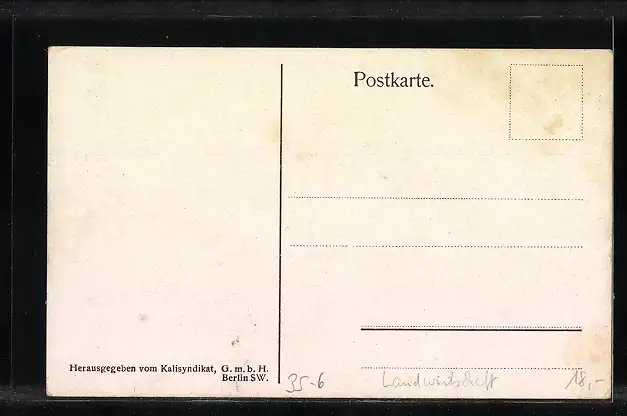 Postkarte.
Herausgegeben vom Kalisyndikat, G. m. b. H.
Berlin SW.
35-6 Landwirtschaft 18,-